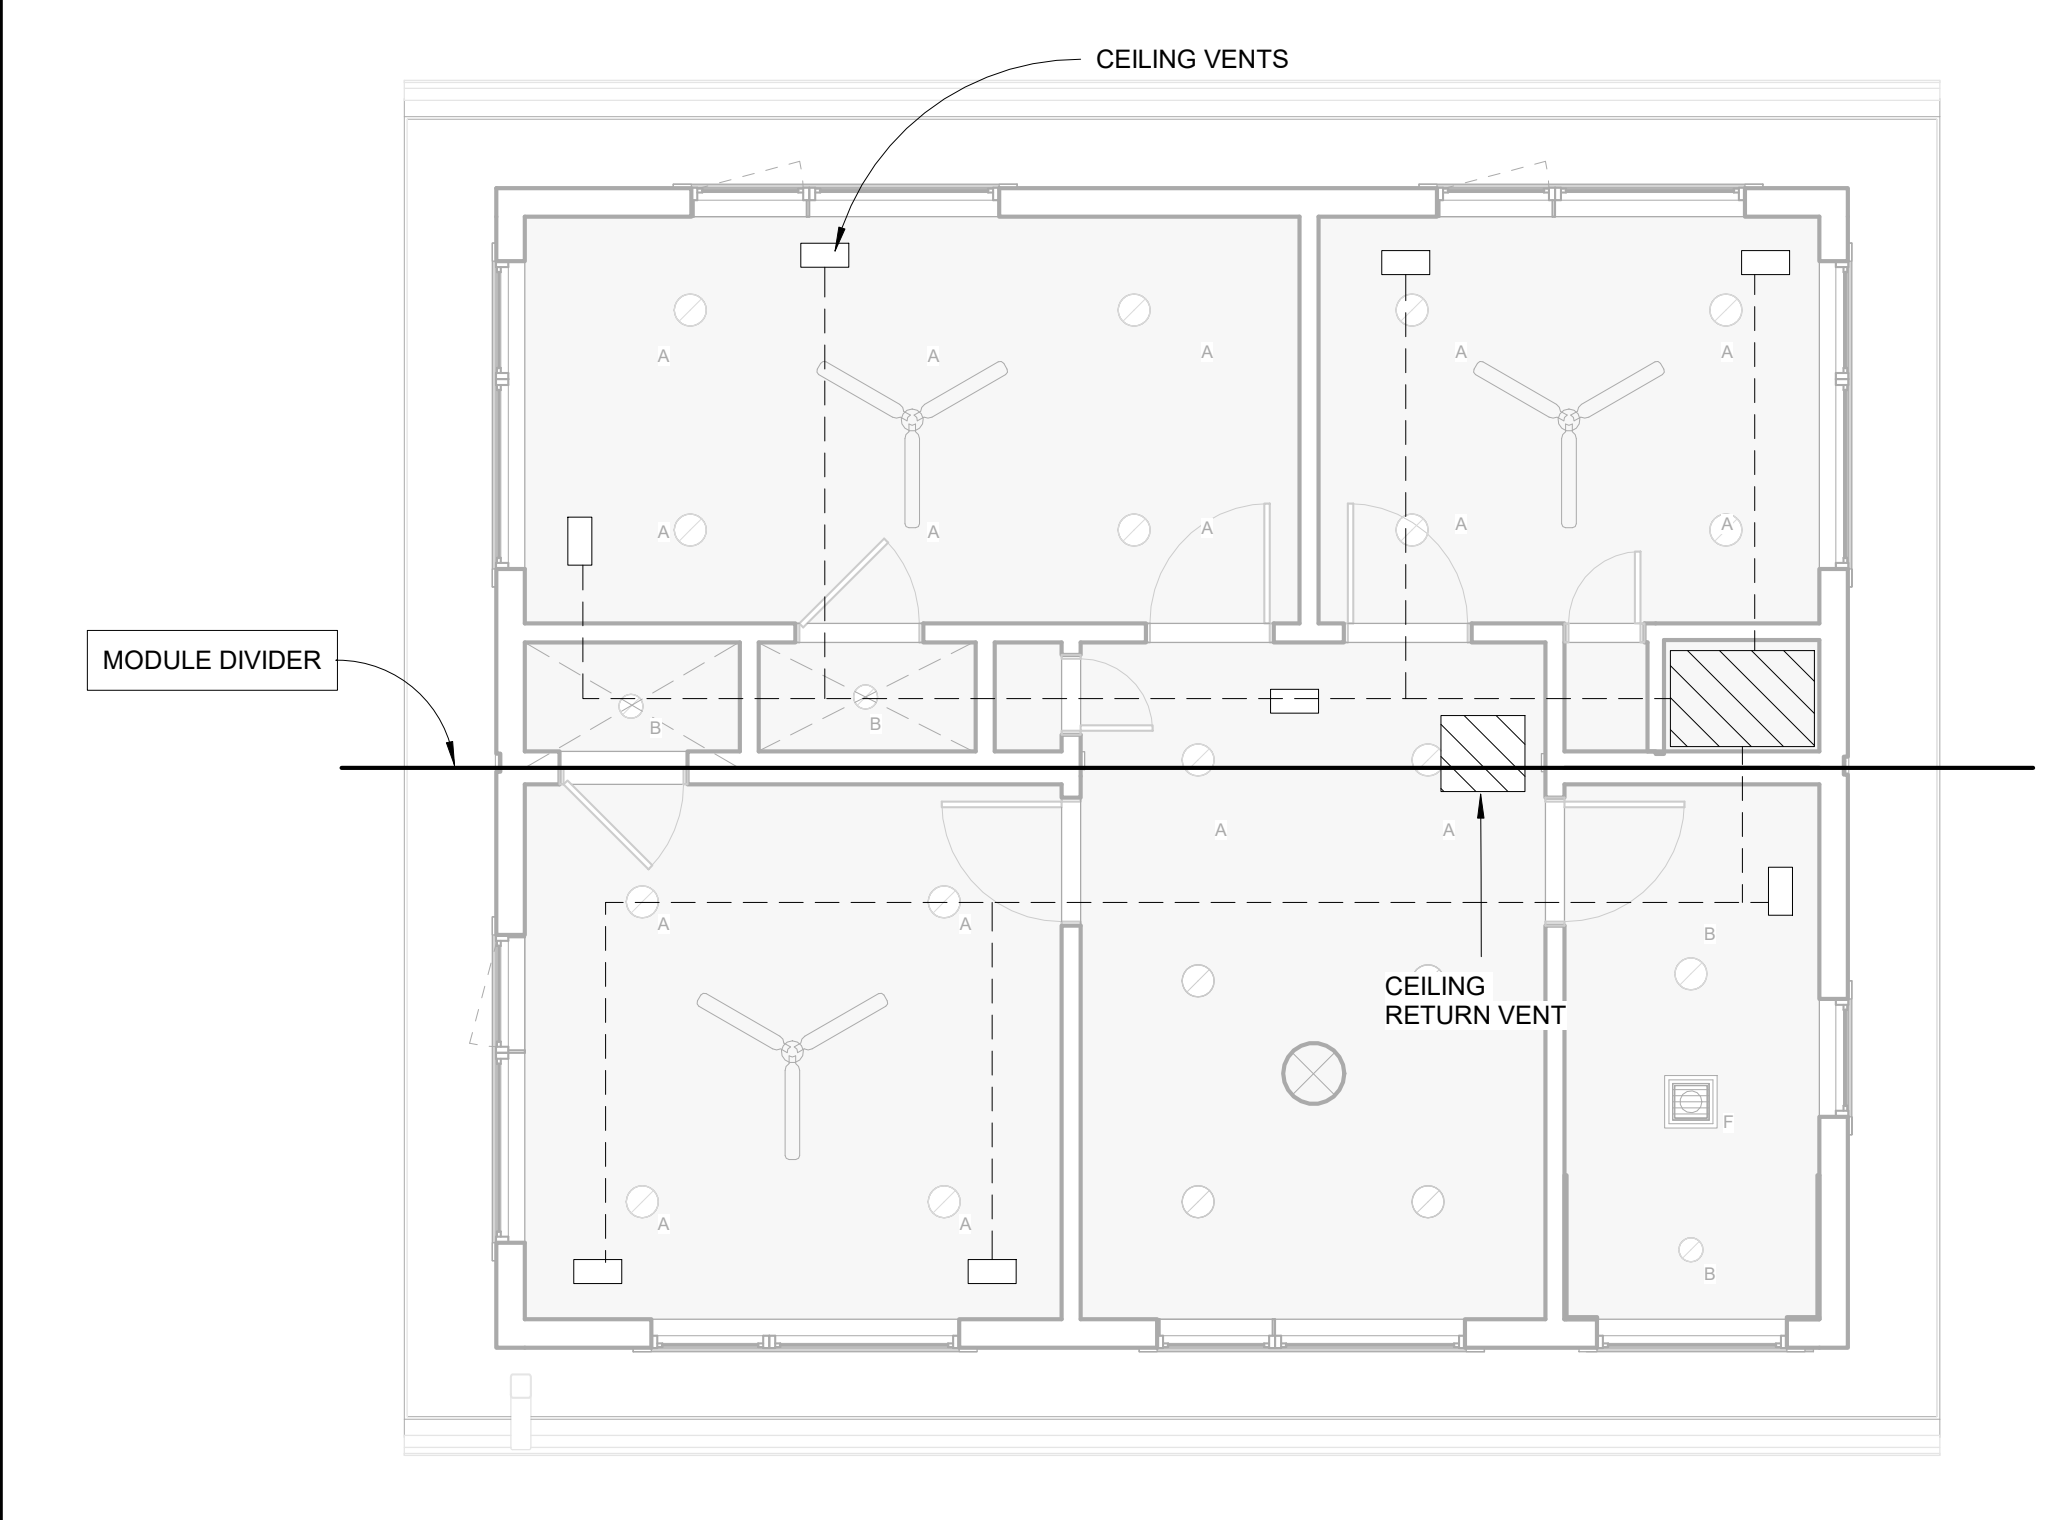 CEILING VENTS
A A A A A
A A A A A
MODULE DIVIDER
B B
A A
A A B
CEILING
RETURN VENT
F
A A
B